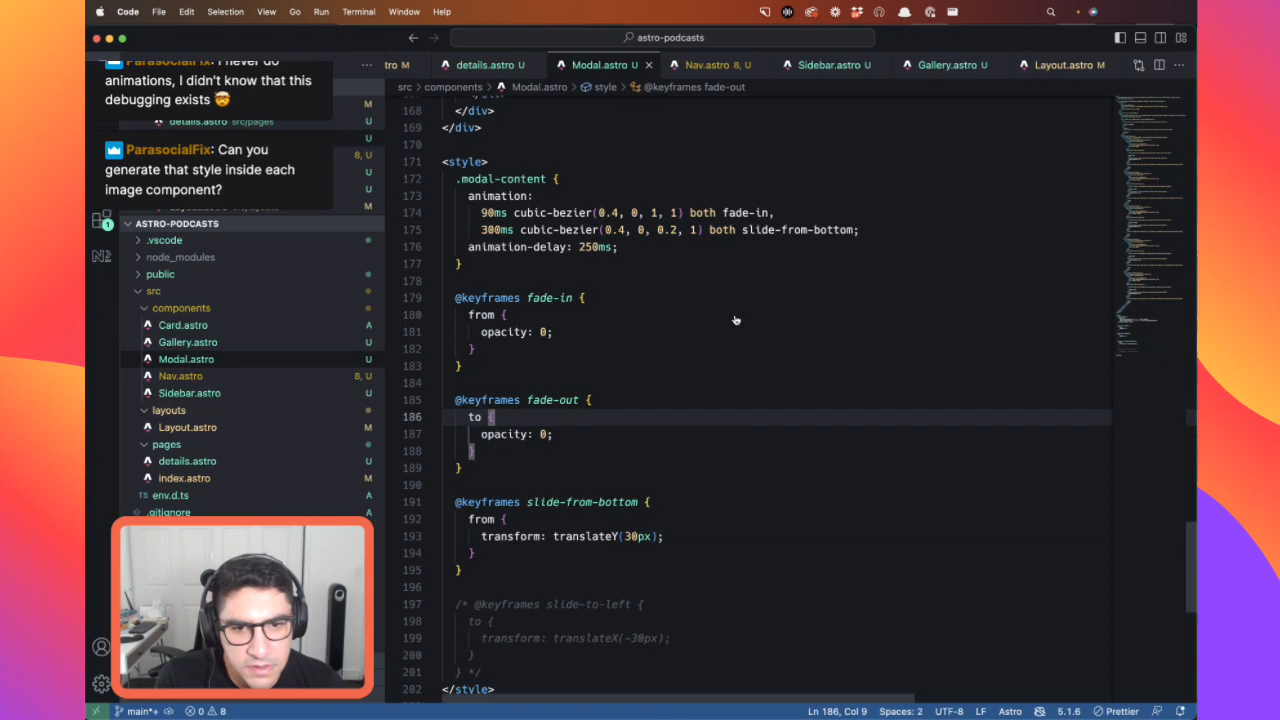 Code File Edit Selection View Go Run Terminal Window Help
astro-podcasts
tro M details.astro U Modal.astro U Nav.astro 8, U Sidebar.astro U Gallery.astro U Layout.astro M
src > components > Modal.astro > style > @keyframes fade-out
ParasocialFix: I never do
animations, I didn't know that this
debugging exists 🤯
M
details.astro src/pages U
U
ParasocialFix: Can you
generate that style inside each
image component?
8, U
U
U
M
ASTRO-PODCASTS
.vscode
node_modules
public
src
components
Card.astro A
Gallery.astro U
Modal.astro U
Nav.astro 8, U
Sidebar.astro U
layouts
Layout.astro M
pages
details.astro U
index.astro M
env.d.ts A
.gitignore
1
N2
168 </div>
169 </div>
170
171 <style>
172 .modal-content {
173 animation:
174 90ms cubic-bezier(0.4, 0, 1, 1) both fade-in,
175 300ms cubic-bezier(0.4, 0, 0.2, 1) both slide-from-bottom;
176 animation-delay: 250ms;
177 }
178
179 @keyframes fade-in {
180 from {
181 opacity: 0;
182 }
183 }
184
185 @keyframes fade-out {
186 to {
187 opacity: 0;
188 }
189 }
190
191 @keyframes slide-from-bottom {
192 from {
193 transform: translateY(30px);
194 }
195 }
196
197 /* @keyframes slide-to-left {
198 to {
199 transform: translateX(-30px);
200 }
201 } */
202 </style>
main*+ 0 8 Ln 186, Col 9 Spaces: 2 UTF-8 LF Astro 5.1.6 Prettier